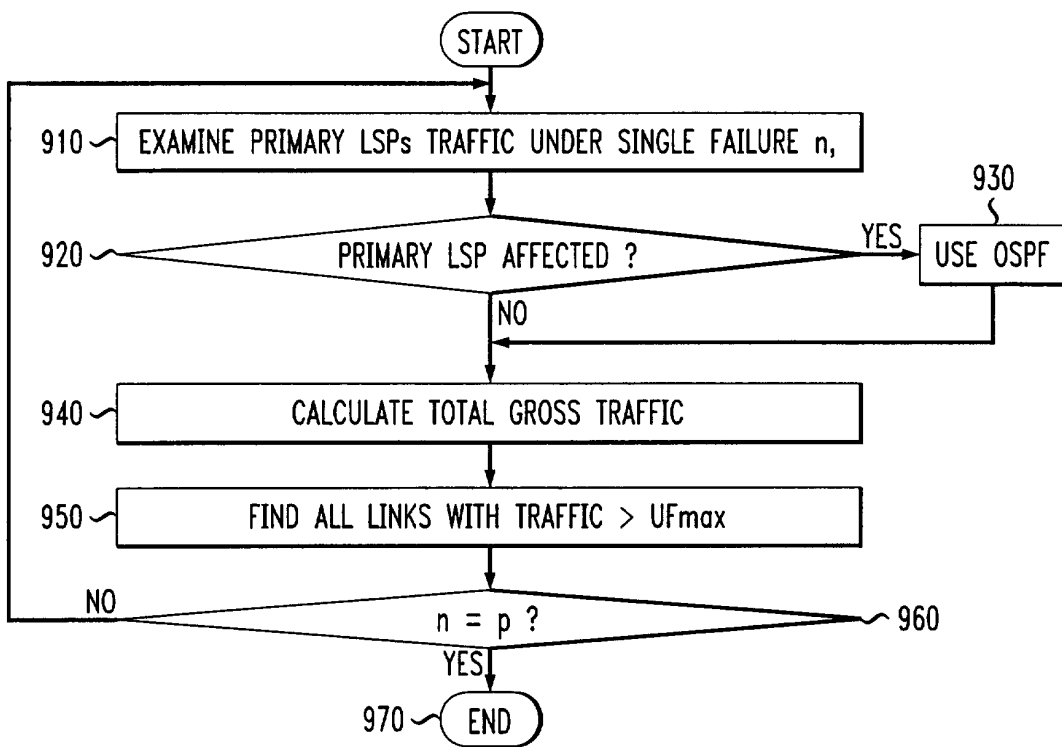 START
910 EXAMINE PRIMARY LSPs TRAFFIC UNDER SINGLE FAILURE n,
930
920 PRIMARY LSP AFFECTED ? YES USE OSPF
NO
940 CALCULATE TOTAL GROSS TRAFFIC
950 FIND ALL LINKS WITH TRAFFIC > UFmax
NO n = p ? 960
YES
970 END